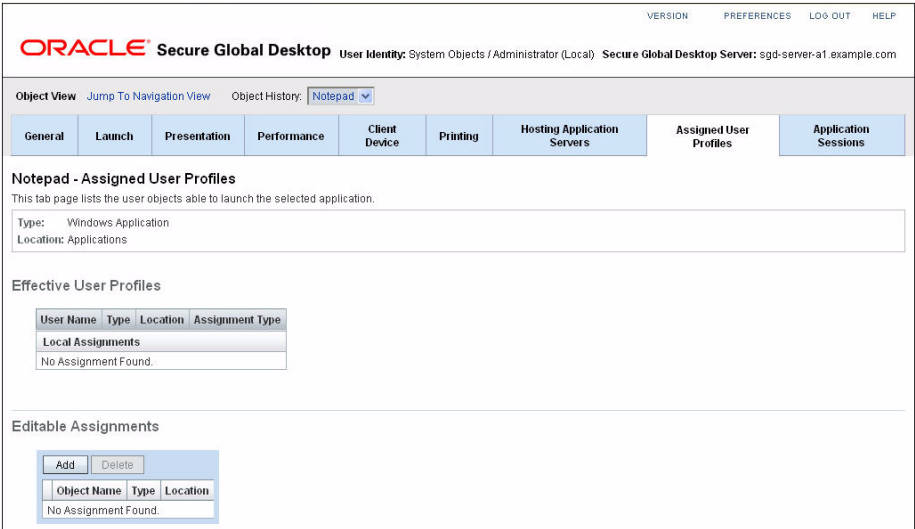 VERSION PREFERENCES LOG OUT HELP
ORACLE Secure Global Desktop User Identity: System Objects / Administrator (Local) Secure Global Desktop Server: sgd-server-a1.example.com
Object View Jump To Navigation View Object History: Notepad
General Launch Presentation Performance Client Device Printing Hosting Application Servers Assigned User Profiles Application Sessions
Notepad - Assigned User Profiles
This tab page lists the user objects able to launch the selected application.
Type: Windows Application
Location: Applications
Effective User Profiles
User Name Type Location Assignment Type
Local Assignments
No Assignment Found.
Editable Assignments
Add Delete
Object Name Type Location
No Assignment Found.